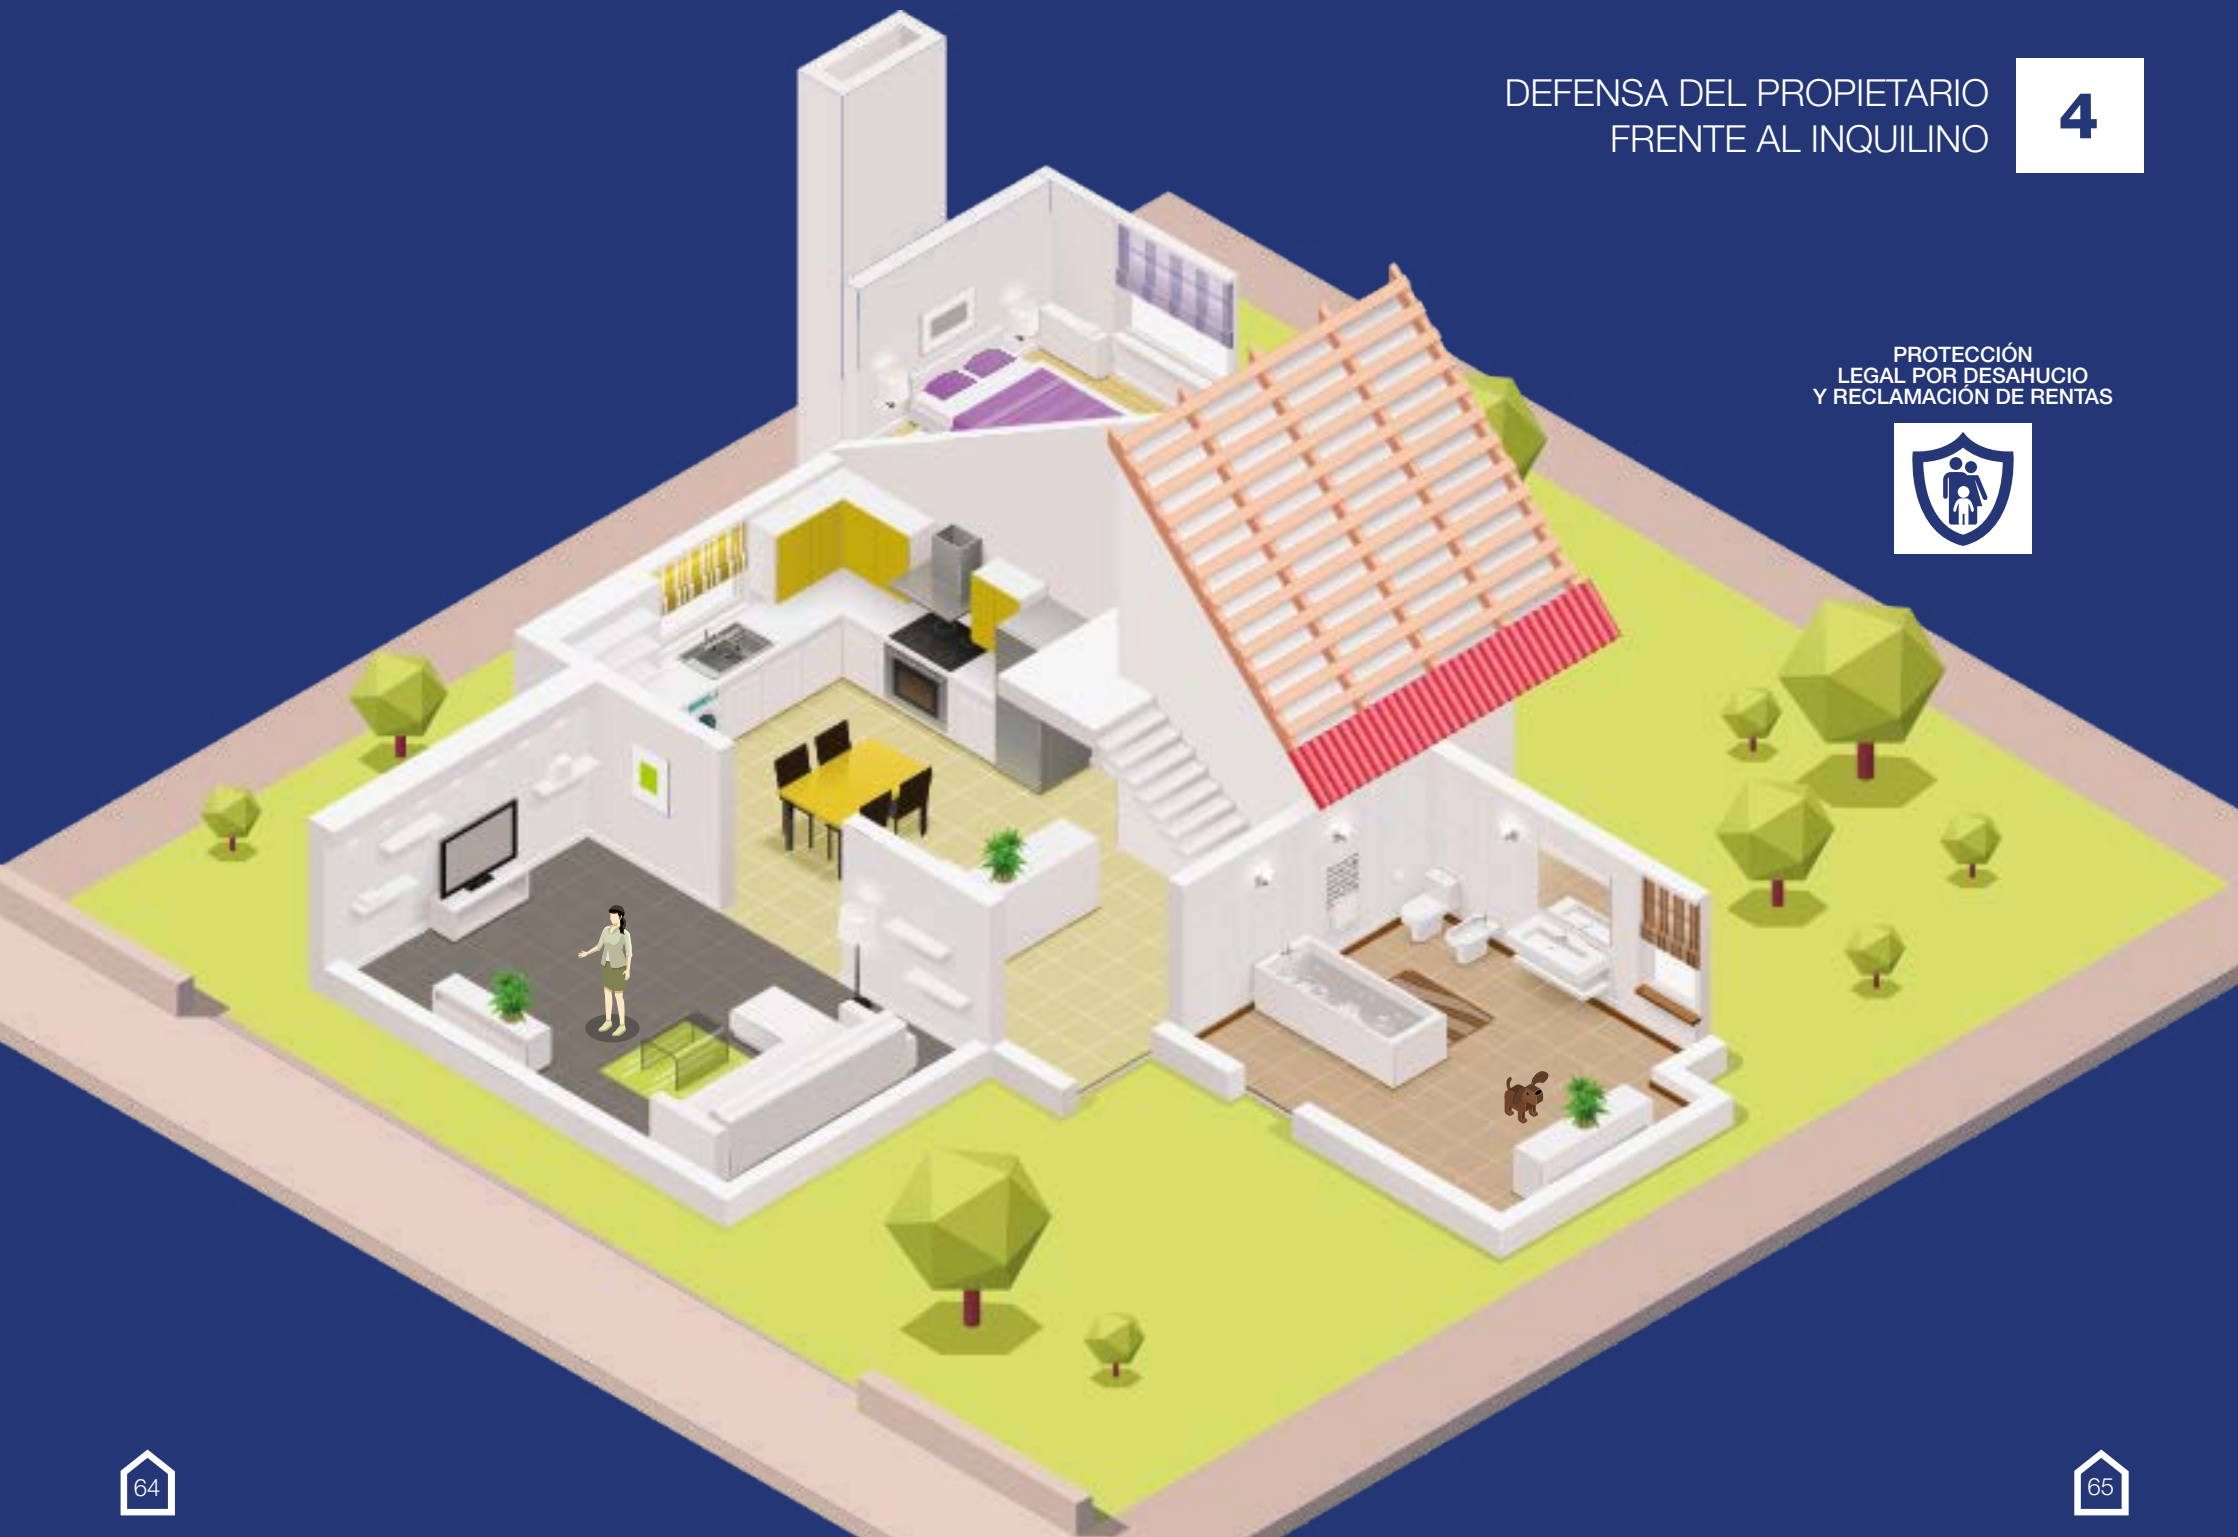 DEFENSA DEL PROPIETARIO
FRENTE AL INQUILINO
4
PROTECCIÓN
LEGAL POR DESAHUCIO
Y RECLAMACIÓN DE RENTAS
64
65